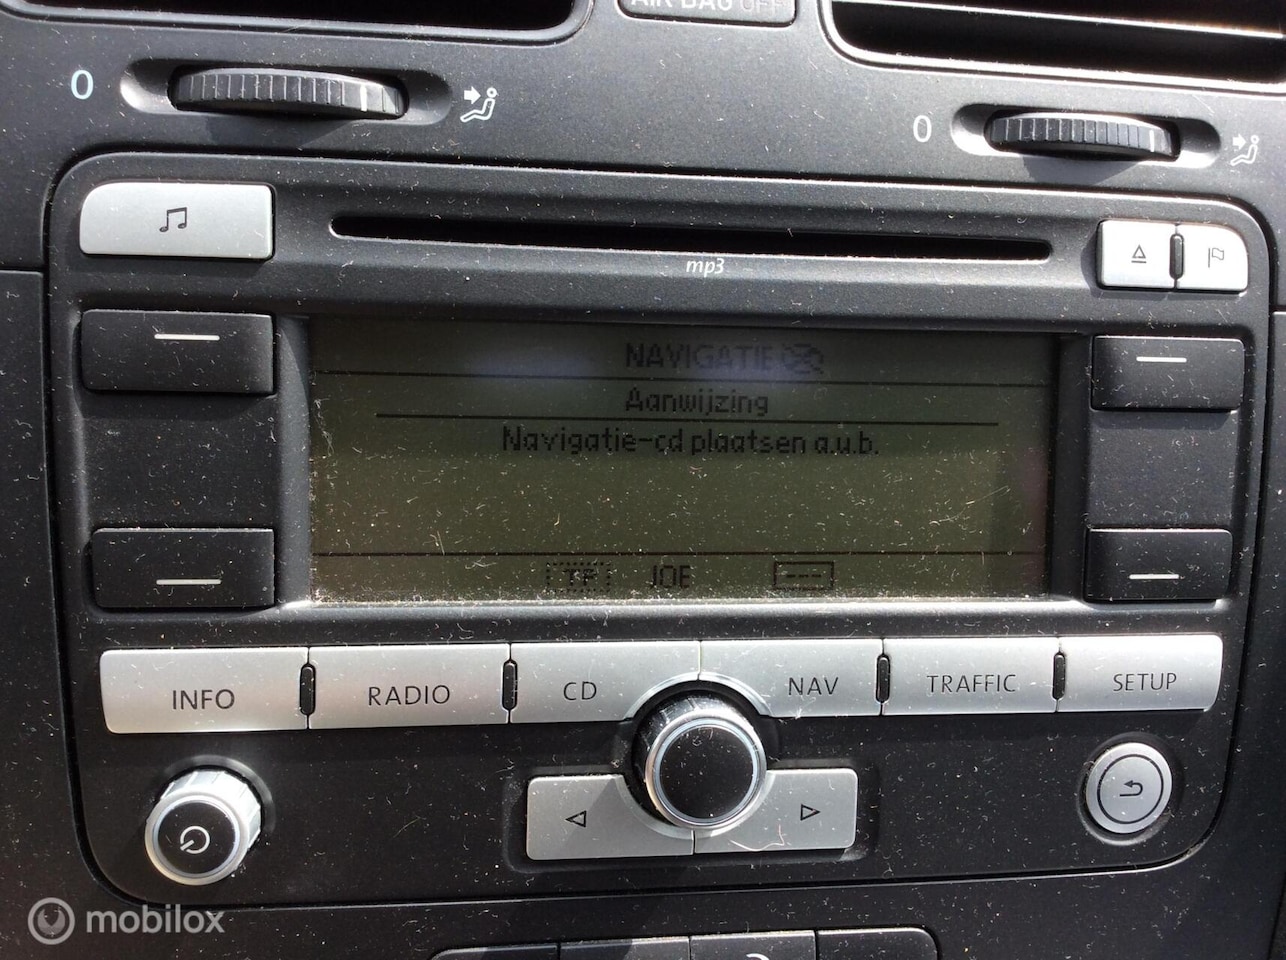 AIR BAG OFF
0
0
mp3
NAVIGATIE
Aanwijzing
Navigatie-cd plaatsen a.u.b.
TP JOE ---
INFO RADIO CD NAV TRAFFIC SETUP
mobilox